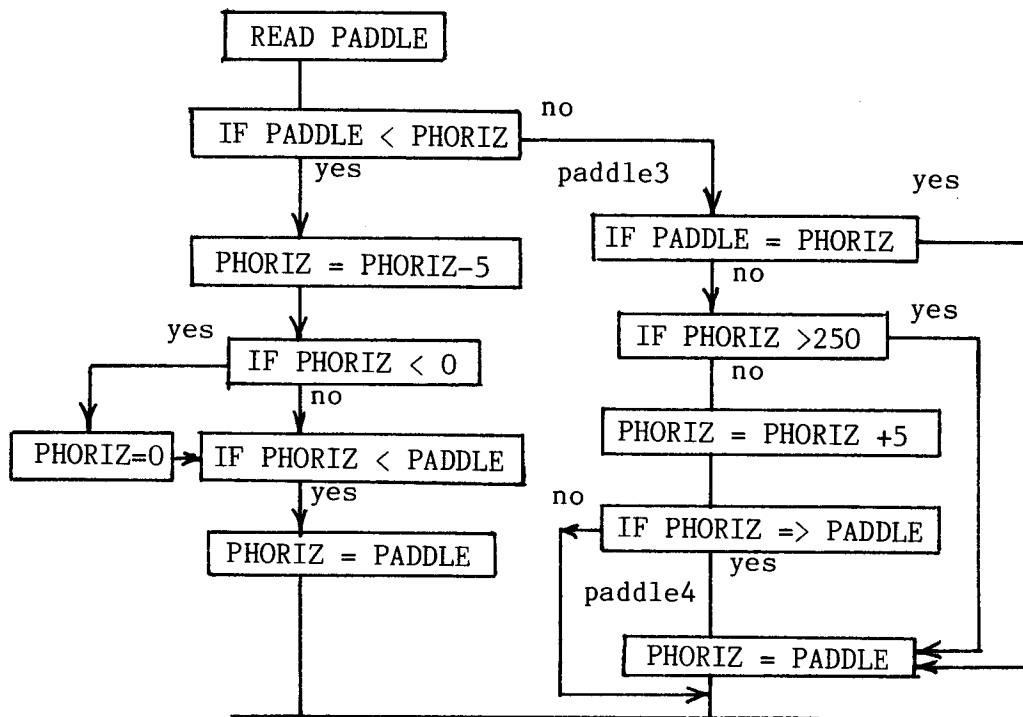 READ PADDLE
IF PADDLE < PHORIZ
no
yes
PHORIZ = PHORIZ-5
IF PHORIZ < 0
yes
no
PHORIZ=0
IF PHORIZ < PADDLE
yes
PHORIZ = PADDLE
paddle3
IF PADDLE = PHORIZ
yes
no
IF PHORIZ >250
yes
no
PHORIZ = PHORIZ +5
IF PHORIZ => PADDLE
no
yes
paddle4
PHORIZ = PADDLE